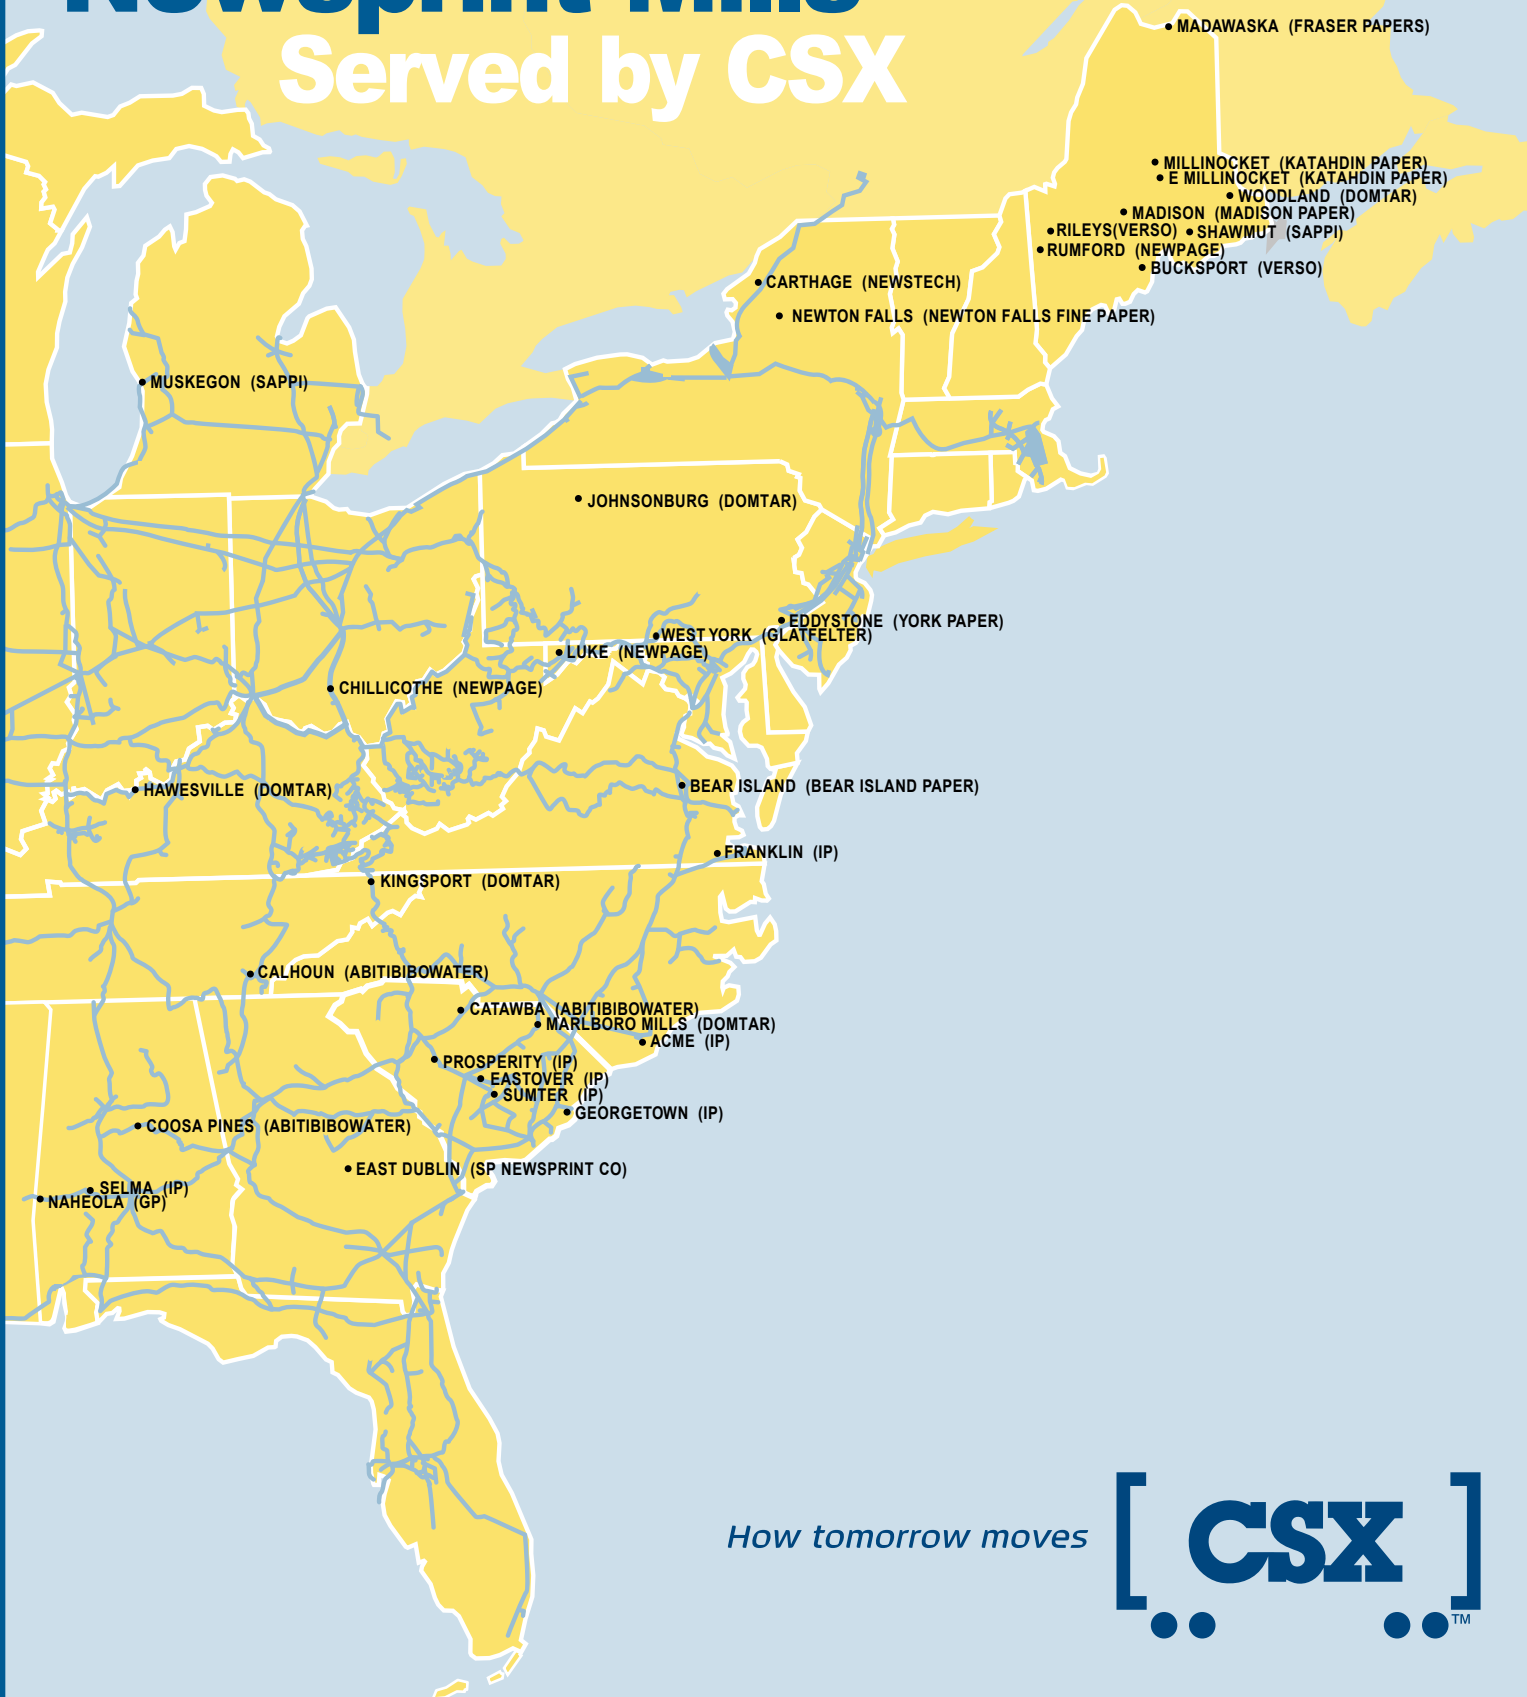 Newsprint Mills
Served by CSX
MADAWASKA (FRASER PAPERS)
MILLINOCKET (KATAHDIN PAPER)
E MILLINOCKET (KATAHDIN PAPER)
WOODLAND (DOMTAR)
MADISON (MADISON PAPER)
RILEYS(VERSO)
SHAWMUT (SAPPI)
RUMFORD (NEWPAGE)
BUCKSPORT (VERSO)
CARTHAGE (NEWSTECH)
NEWTON FALLS (NEWTON FALLS FINE PAPER)
MUSKEGON (SAPPI)
JOHNSONBURG (DOMTAR)
EDDYSTONE (YORK PAPER)
WEST YORK (GLATFELTER)
LUKE (NEWPAGE)
CHILLICOTHE (NEWPAGE)
BEAR ISLAND (BEAR ISLAND PAPER)
HAWESVILLE (DOMTAR)
FRANKLIN (IP)
KINGSPORT (DOMTAR)
CALHOUN (ABITIBIBOWATER)
CATAWBA (ABITIBIBOWATER)
MARLBORO MILLS (DOMTAR)
ACME (IP)
PROSPERITY (IP)
EASTOVER (IP)
SUMTER (IP)
GEORGETOWN (IP)
COOSA PINES (ABITIBIBOWATER)
EAST DUBLIN (SP NEWSPRINT CO)
SELMA (IP)
NAHEOLA (GP)
How tomorrow moves
[CSX]
TM